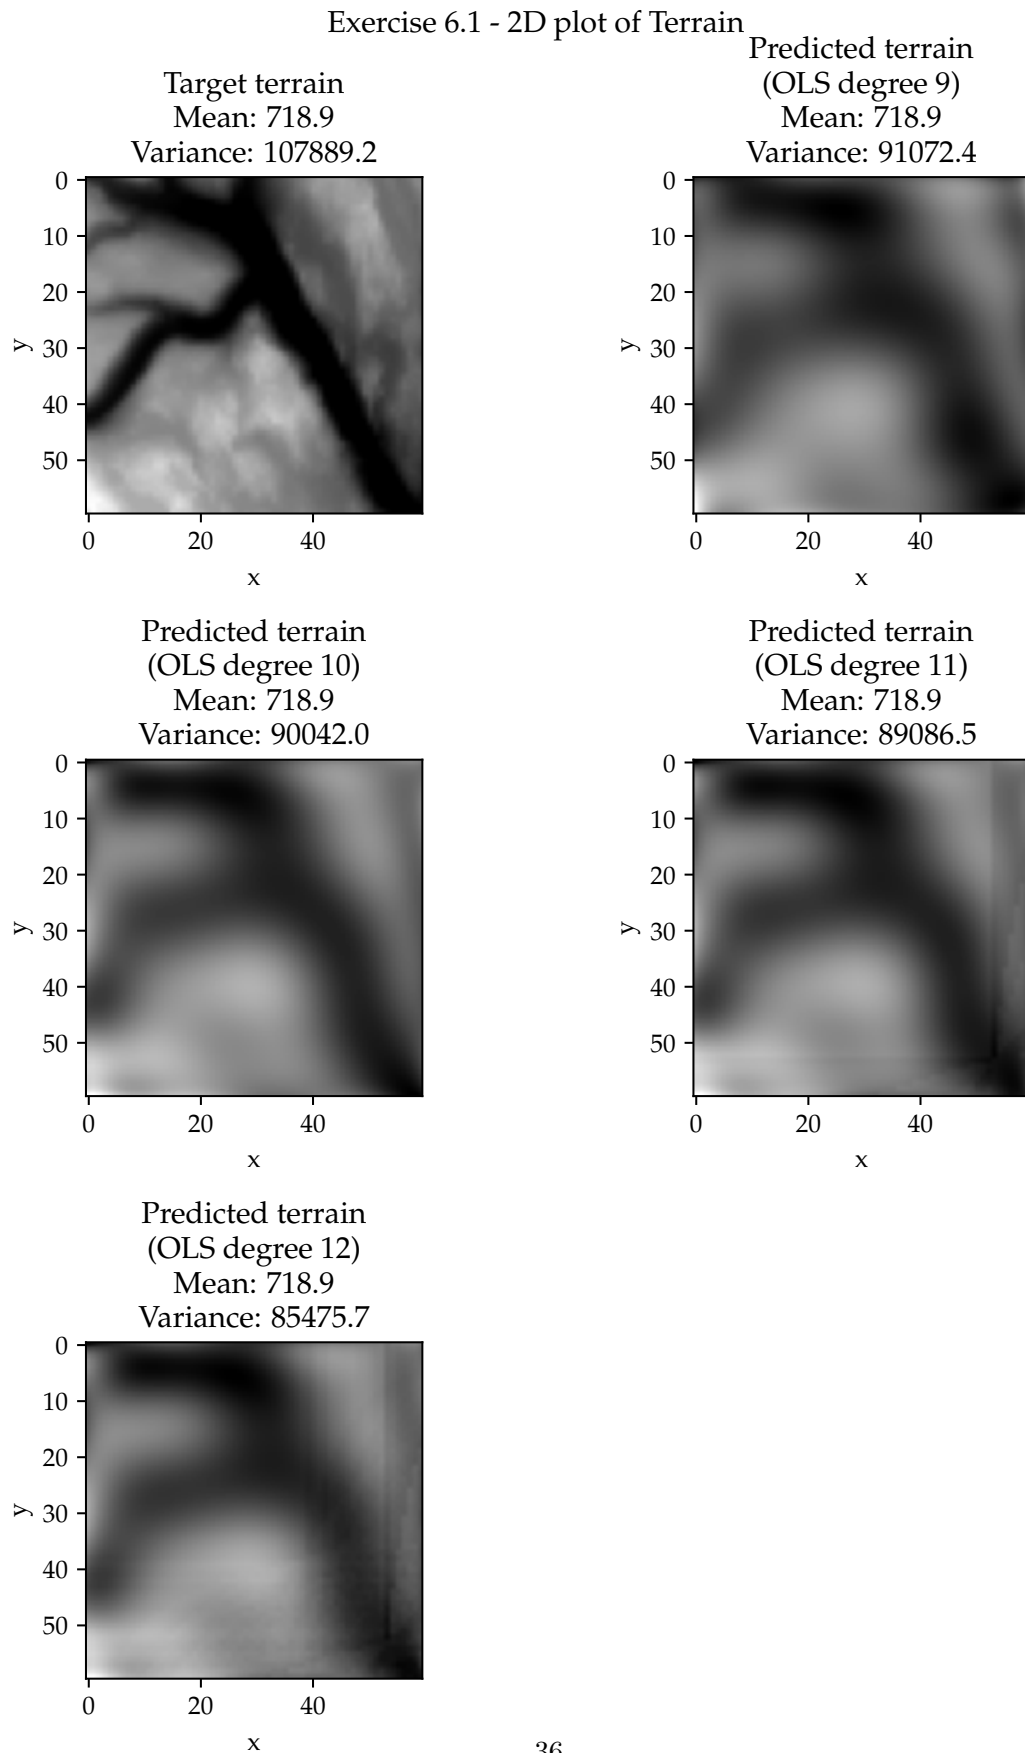 Exercise 6.1 - 2D plot of Terrain
Target terrain
Mean: 718.9
Variance: 107889.2
0
10
20
30
40
50
y
0 20 40
x
Predicted terrain
(OLS degree 9)
Mean: 718.9
Variance: 91072.4
0
10
20
30
40
50
y
0 20 40
x
Predicted terrain
(OLS degree 10)
Mean: 718.9
Variance: 90042.0
0
10
20
30
40
50
y
0 20 40
x
Predicted terrain
(OLS degree 11)
Mean: 718.9
Variance: 89086.5
0
10
20
30
40
50
y
0 20 40
x
Predicted terrain
(OLS degree 12)
Mean: 718.9
Variance: 85475.7
0
10
20
30
40
50
y
0 20 40
x
36